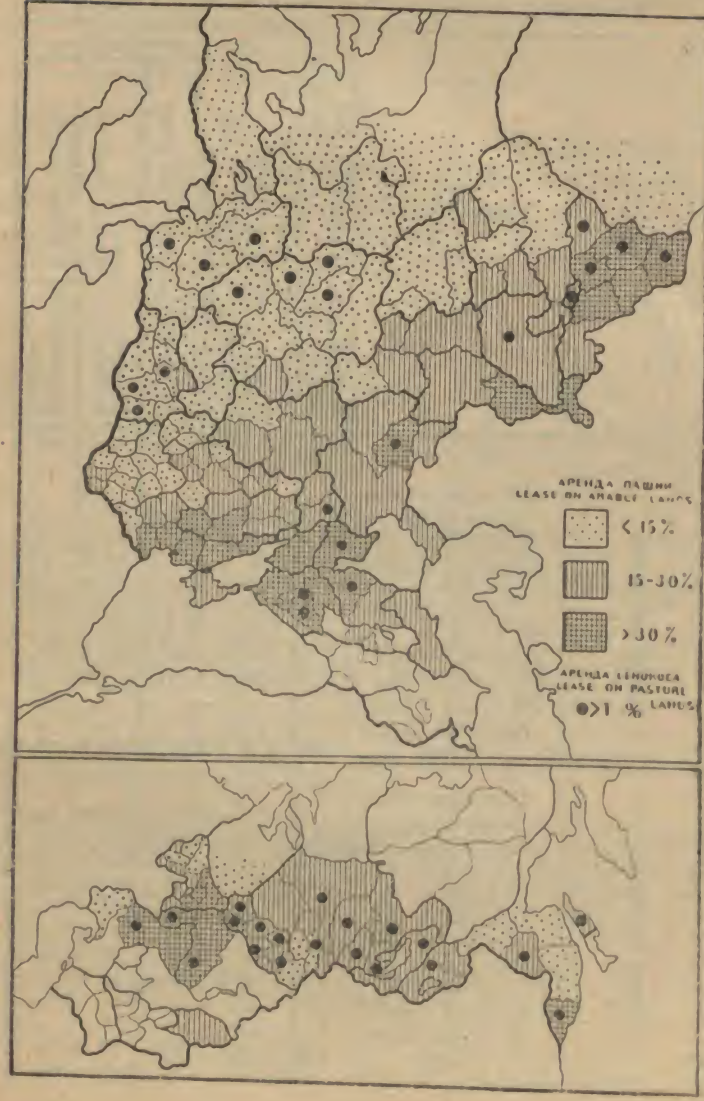 АРЕНДА ПАШНИ
LEASE ON ARABLE LANDS
< 15%
15-30%
>30%
АРЕНДА СЕНОКОСА
LEASE ON PASTURE
>1 % LANDS